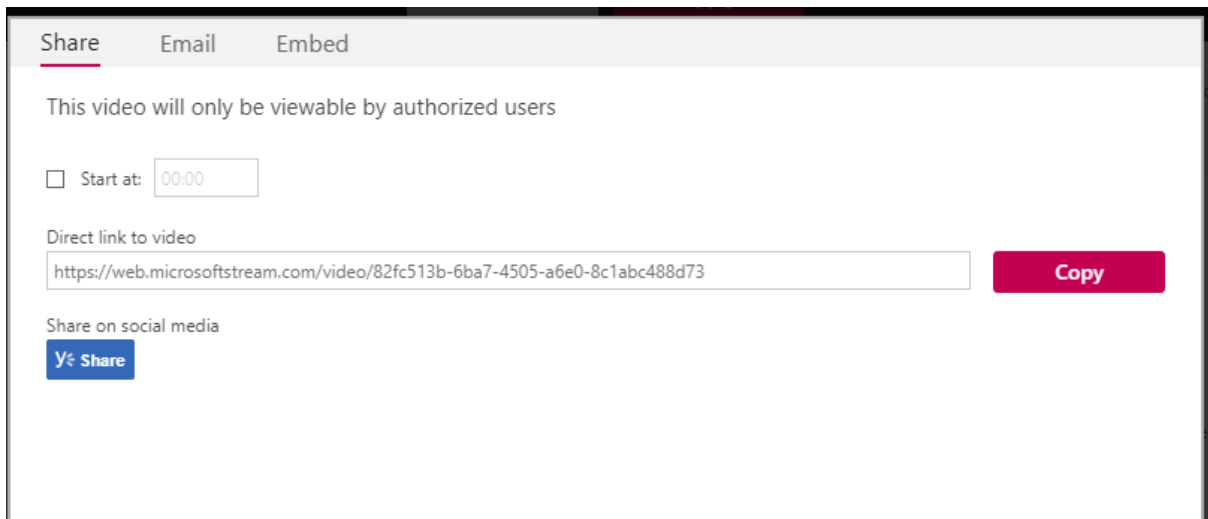 Share Email Embed
This video will only be viewable by authorized users
Start at: 00:00
Direct link to video
https://web.microsoftstream.com/video/82fc513b-6ba7-4505-a6e0-8c1abc488d73
Copy
Share on social media
Share